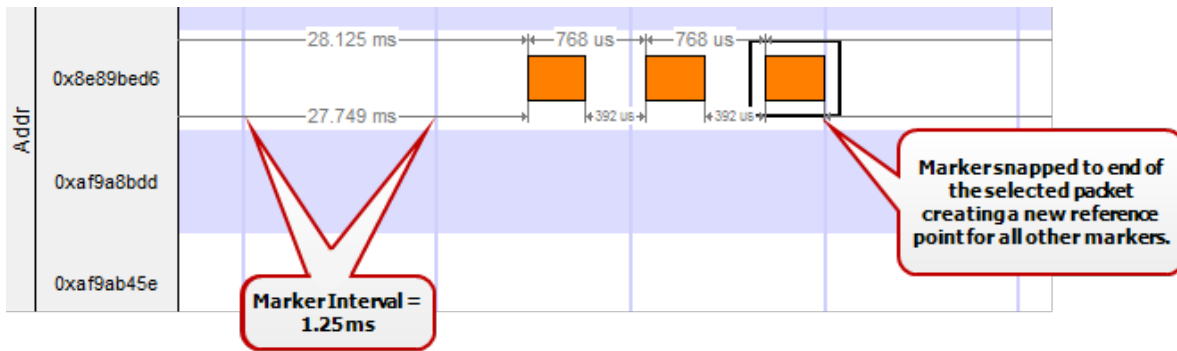 28.125 ms 768 us 768 us
0x8e89bed6
27.749 ms 392 us 392 us
Addr
0xaf9a8bdd
Marker snapped to end of
the selected packet
creating a new reference
point for all other markers.
0xaf9ab45e
Marker Interval =
1.25 ms